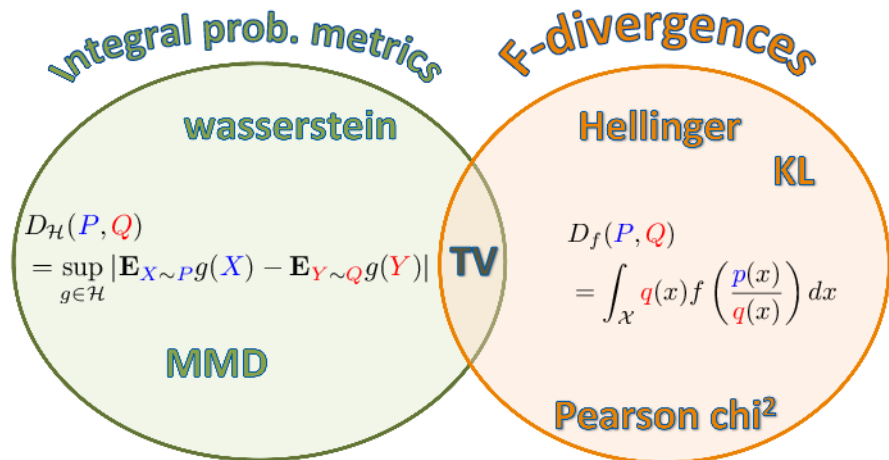 Integral prob. metrics
F-divergences
wasserstein
Hellinger
KL
D_ℋ(P, Q)
= sup_{g∈ℋ} |E_{X∼P} g(X) − E_{Y∼Q} g(Y)|
TV
D_f(P, Q)
= ∫_𝒳 q(x) f (p(x)/q(x)) dx
MMD
Pearson chi²